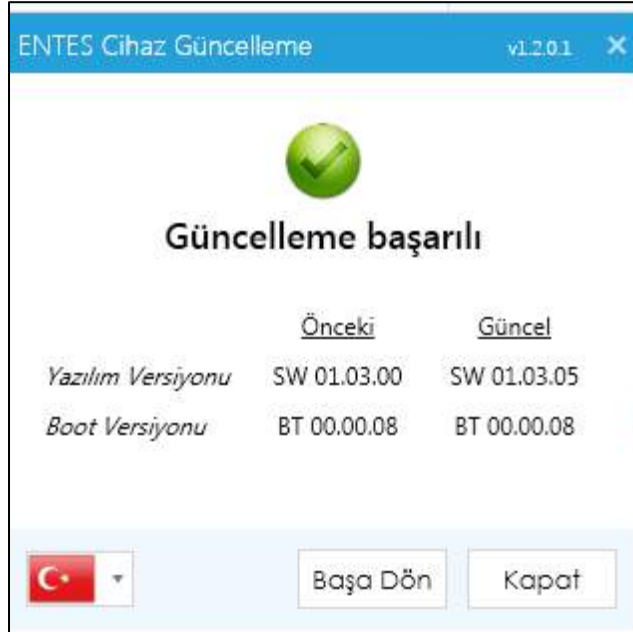 ENTES Cihaz Güncelleme v1.2.0.1
Güncelleme başarılı
Önceki Güncel
Yazılım Versiyonu SW 01.03.00 SW 01.03.05
Boot Versiyonu BT 00.00.08 BT 00.00.08
Başa Dön Kapat